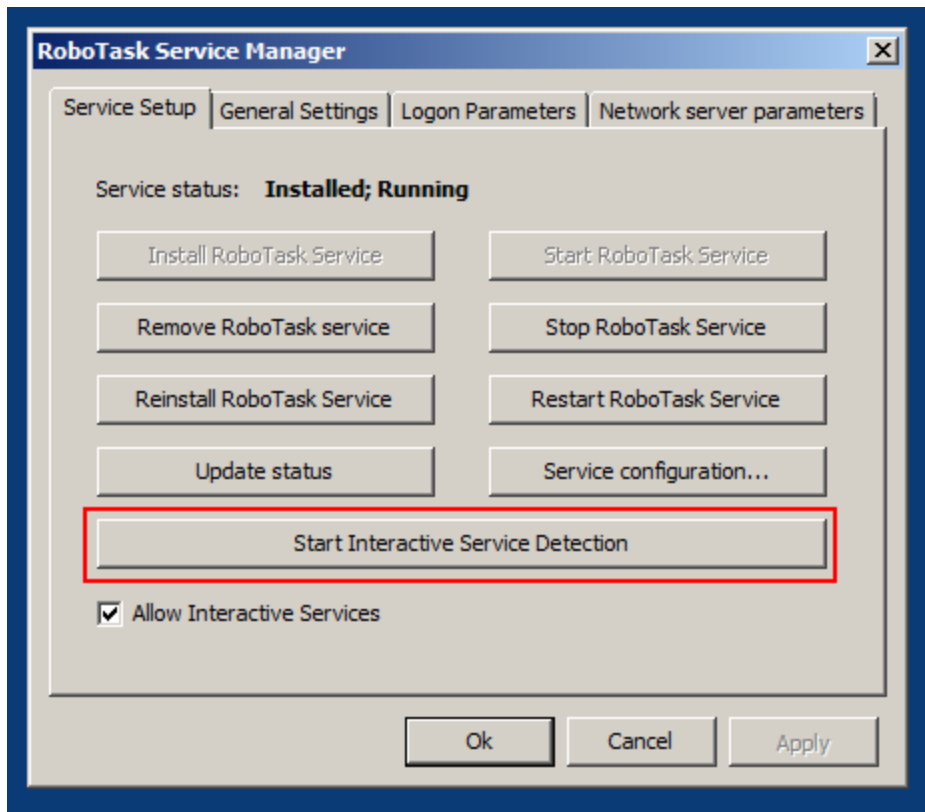 RoboTask Service Manager
Service Setup General Settings Logon Parameters Network server parameters
Service status: Installed; Running
Install RoboTask Service Start RoboTask Service
Remove RoboTask service Stop RoboTask Service
Reinstall RoboTask Service Restart RoboTask Service
Update status Service configuration...
Start Interactive Service Detection
Allow Interactive Services
Ok Cancel Apply